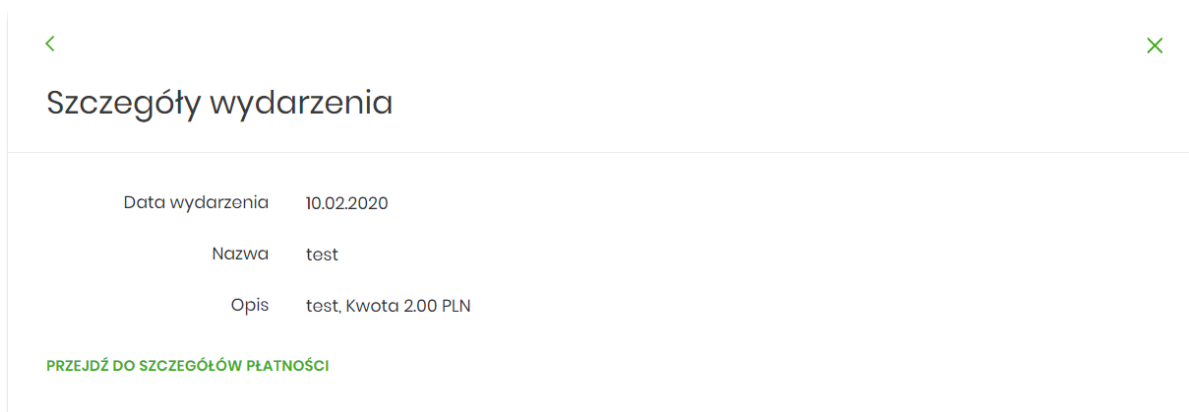 Szczegóły wydarzenia
Data wydarzenia 10.02.2020
Nazwa test
Opis test, Kwota 2.00 PLN
PRZEJDŹ DO SZCZEGÓŁÓW PŁATNOŚCI